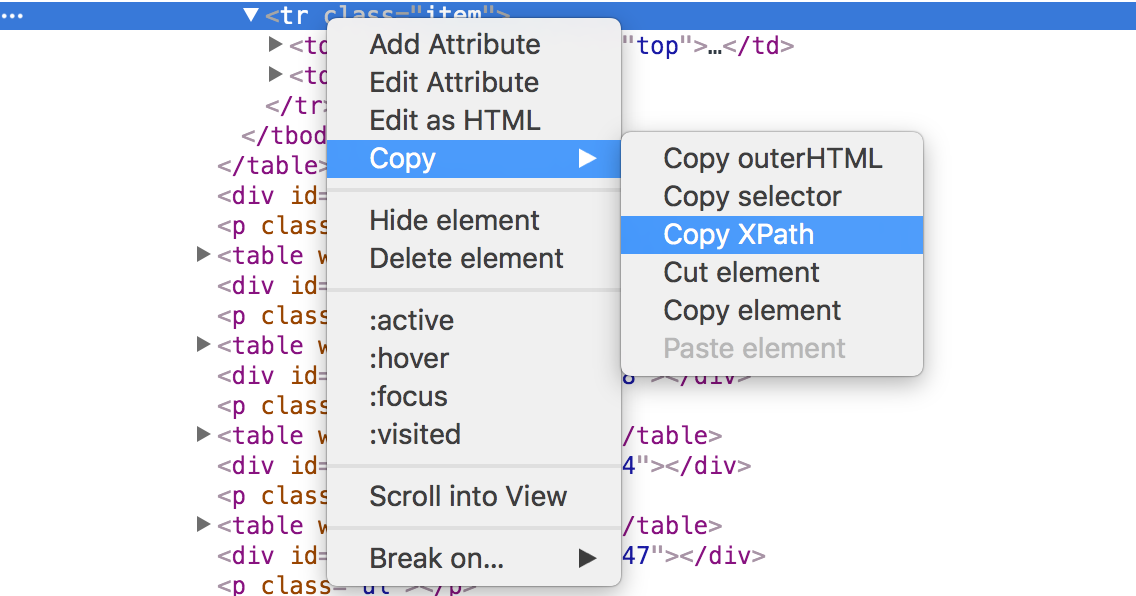 <tr class="item">
<td "top">…</td>
<td
</tr>
</tbod
</table>
<div id=
<p class
<table w
<div id=
<p class
<table w
<div id= 8"></div>
<p class
<table w /table>
<div id= 4"></div>
<p class
<table w /table>
<div id= 47"></div>
<p class="dl"></p>
Add Attribute
Edit Attribute
Edit as HTML
Copy
Hide element
Delete element
:active
:hover
:focus
:visited
Scroll into View
Break on...
Copy outerHTML
Copy selector
Copy XPath
Cut element
Copy element
Paste element